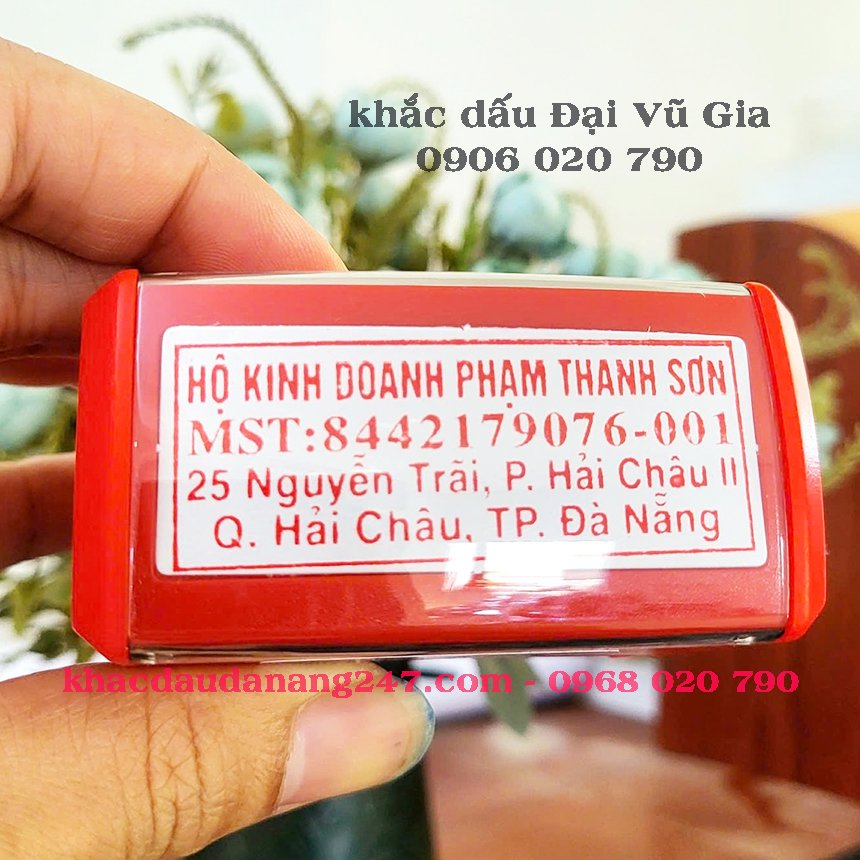 khắc dấu Đại Vũ Gia
0906 020 790
HỘ KINH DOANH PHẠM THANH SƠN
MST:8442179076-001
25 Nguyễn Trãi, P. Hải Châu II
Q. Hải Châu, TP. Đà Nẵng
khacdaudanang247.com - 0968 020 790